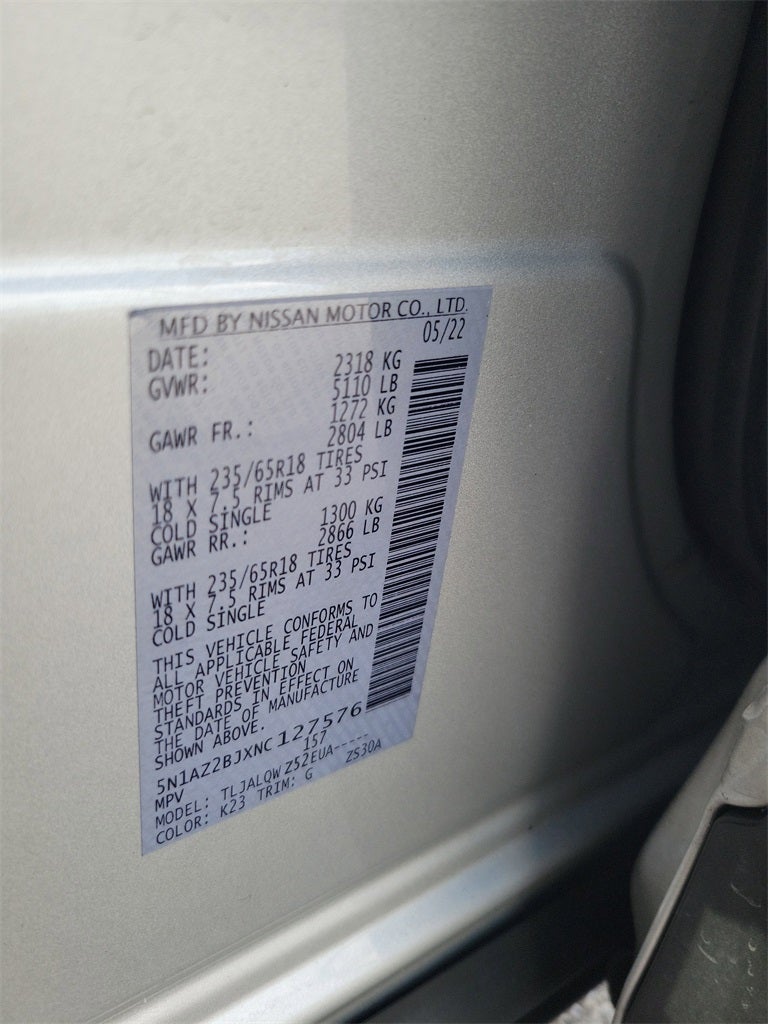 MFD BY NISSAN MOTOR CO., LTD.
DATE: 05/22
GVWR: 2318 KG
5110 LB
GAWR FR.: 1272 KG
2804 LB
WITH 235/65R18 TIRES
18 X 7.5 RIMS AT 33 PSI
COLD SINGLE
GAWR RR.: 1300 KG
2866 LB
WITH 235/65R18 TIRES
18 X 7.5 RIMS AT 33 PSI
COLD SINGLE
THIS VEHICLE CONFORMS TO
ALL APPLICABLE FEDERAL
MOTOR VEHICLE SAFETY AND
THEFT PREVENTION
STANDARDS IN EFFECT ON
THE DATE OF MANUFACTURE
SHOWN ABOVE.
5N1AZ2BJXNC127576
MPV 157
MODEL: TLJALQWZ52EUA-----
COLOR: K23 TRIM: G ZS30A